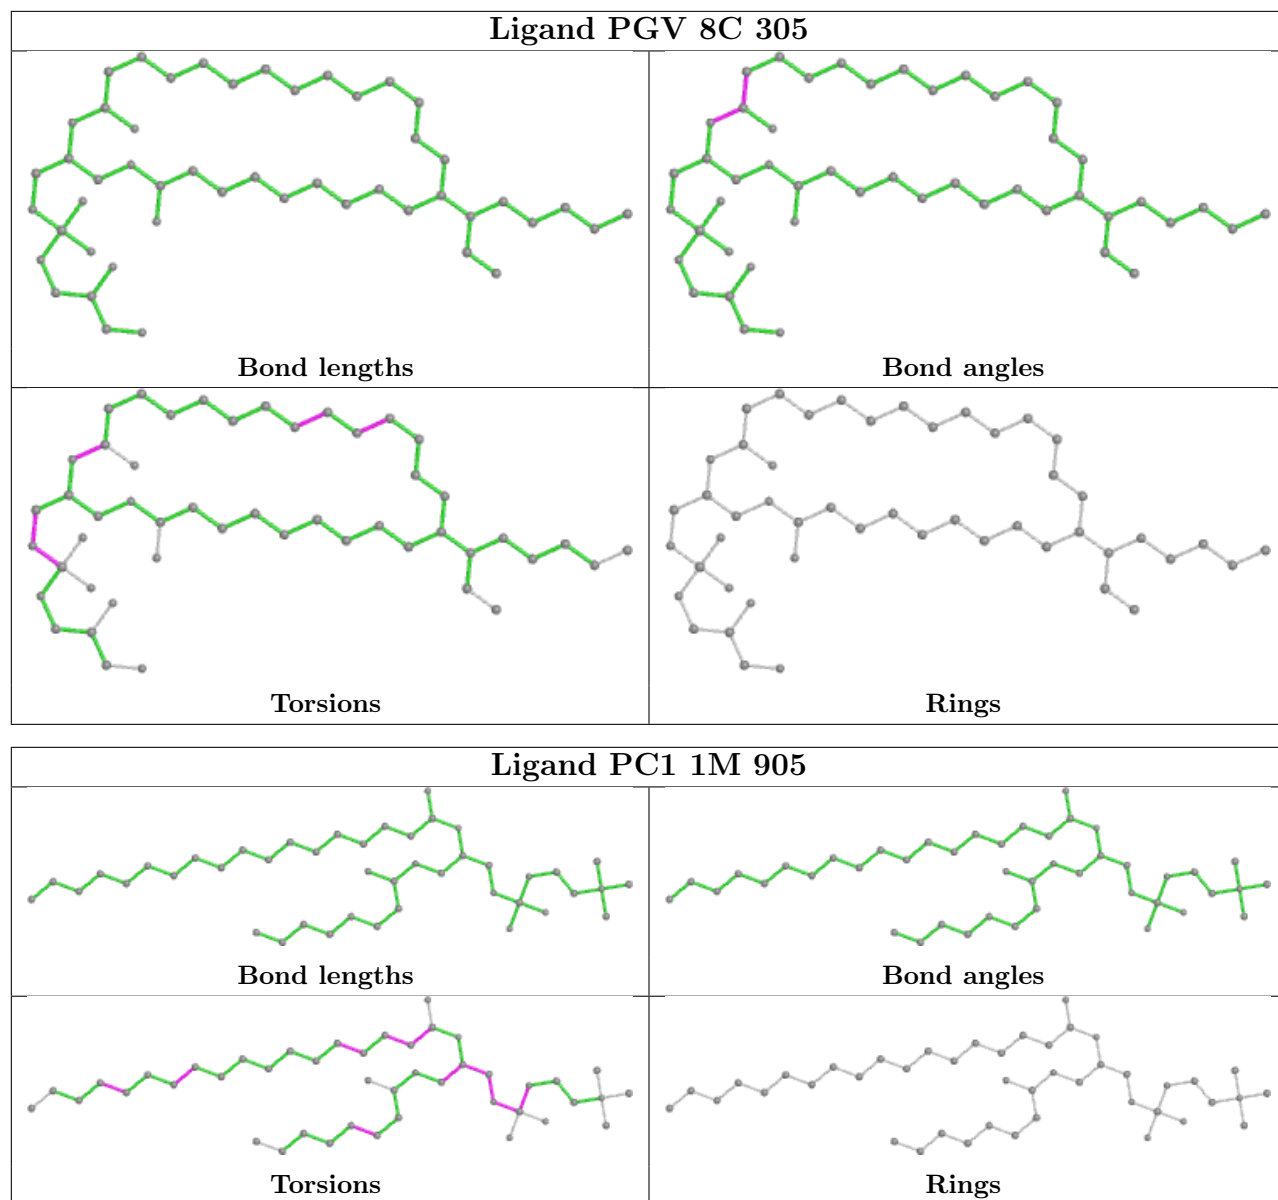 Ligand PGV 8C 305
Bond lengths
Bond angles
Torsions
Rings
Ligand PC1 1M 905
Bond lengths
Bond angles
Torsions
Rings